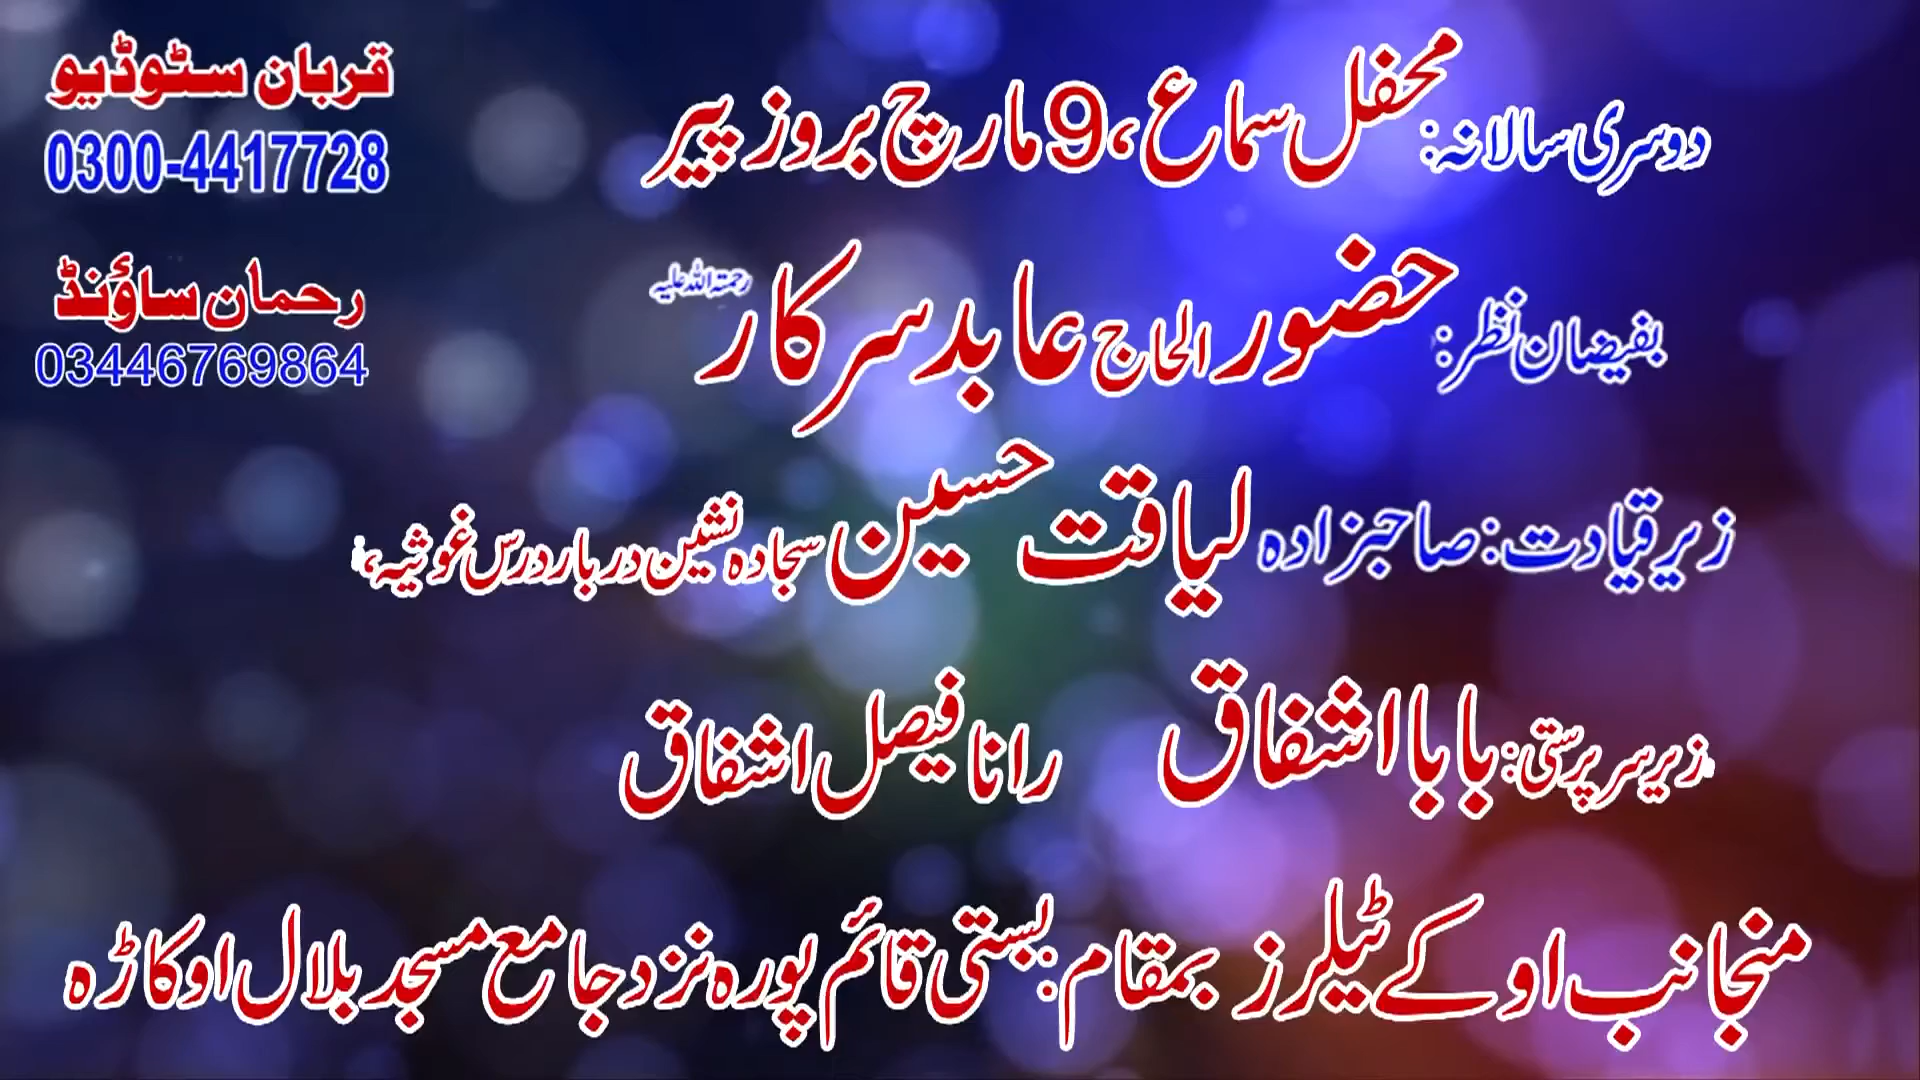 قربان سٹوڈیو
0300-4417728
رحمان ساؤنڈ
03446769864
دوسری سالانہ: محفل سماع، 9 مارچ بروز پیر
بفیضان نظر: حضور الحاج عابد سرکار رحمتہ اللہ علیہ
زیر قیادت: صاحبزادہ لیاقت حسین سجادہ نشین دربار درس غوثیہ،
زیر سرپرستی: بابا اشفاق رانا فیصل اشفاق
منجانب او کے ٹیلرز بمقام: بستی قائم پورہ نزد جامع مسجد بلال اوکاڑہ